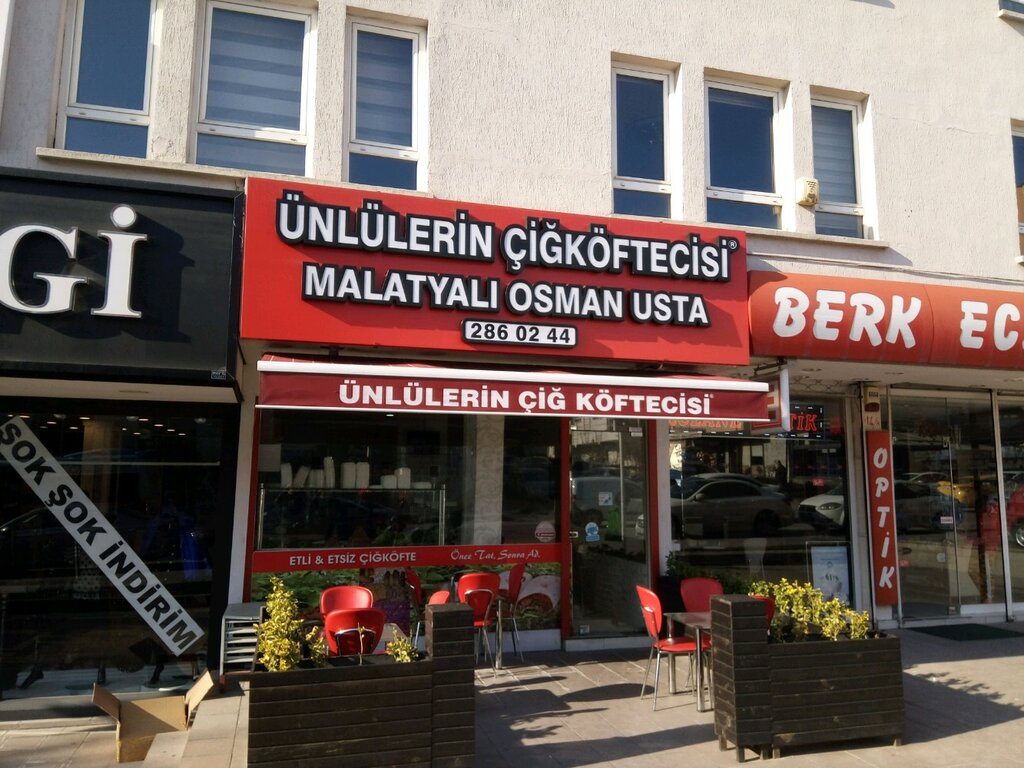 Gİ
ÜNLÜLERİN ÇİĞKÖFTECİSİ®
MALATYALI OSMAN USTA
286 02 44
BERK EC
ÜNLÜLERİN ÇİĞ KÖFTECİSİ
TİK
ŞOK ŞOK İNDİRİM
OPTİK
ETLİ & ETSİZ ÇİĞKÖFTE
Önce Tat, Sonra Ad.